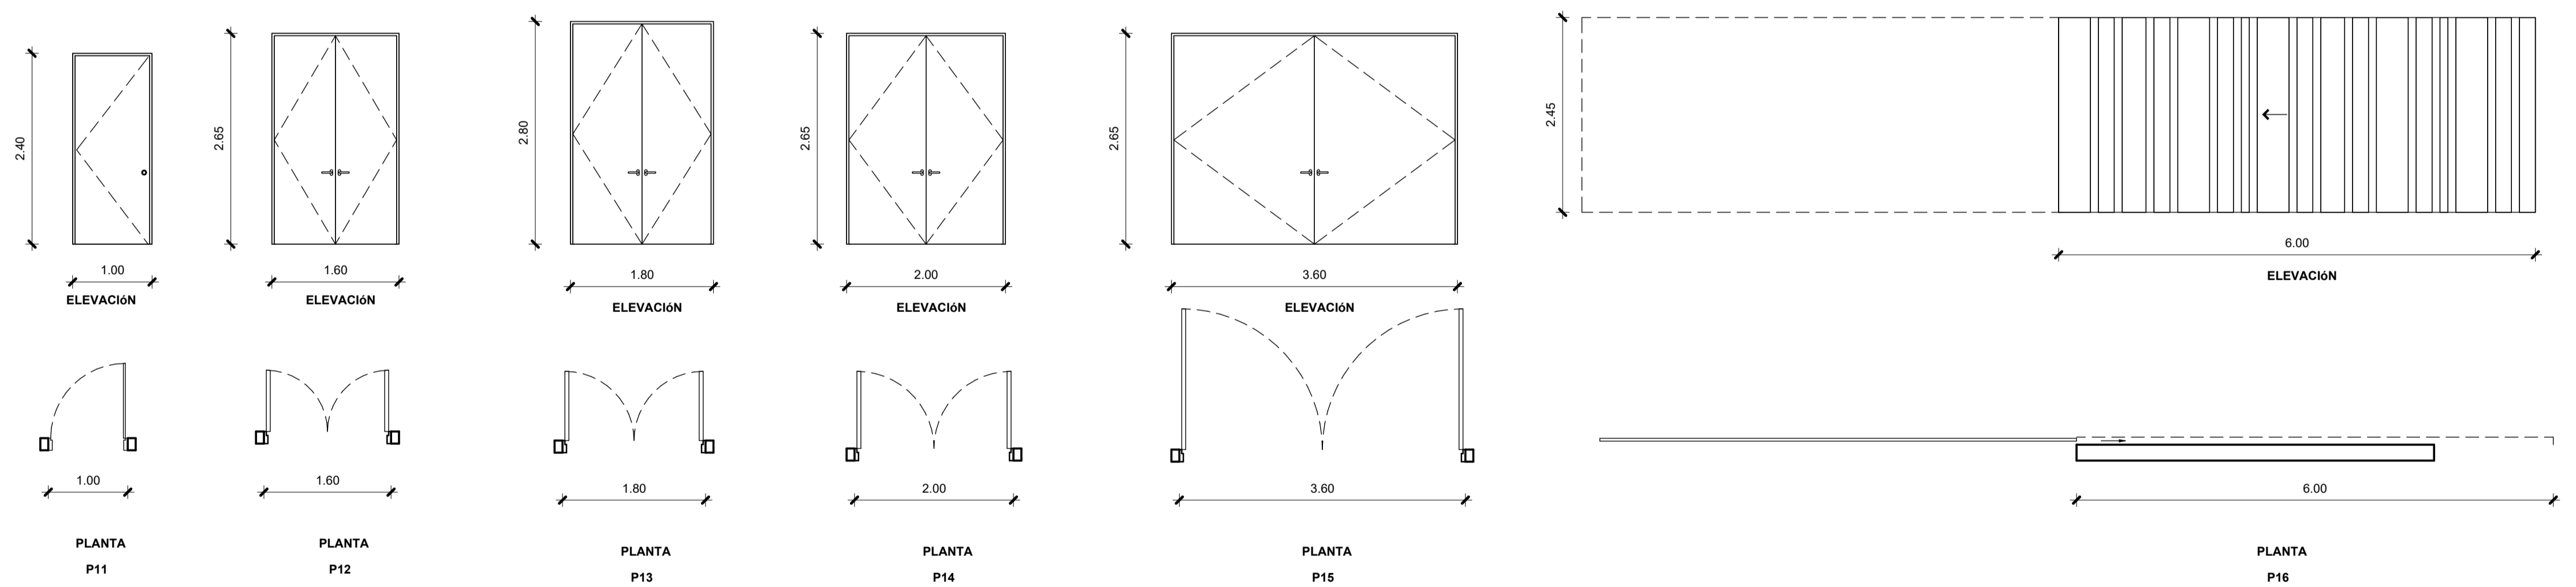 2.40
1.00
ELEVACIóN
2.65
1.60
ELEVACIóN
2.80
1.80
ELEVACIóN
2.65
2.00
ELEVACIóN
2.65
3.60
ELEVACIóN
2.45
6.00
ELEVACIóN
1.00
PLANTA
P11
1.60
PLANTA
P12
1.80
PLANTA
P13
2.00
PLANTA
P14
3.60
PLANTA
P15
6.00
PLANTA
P16